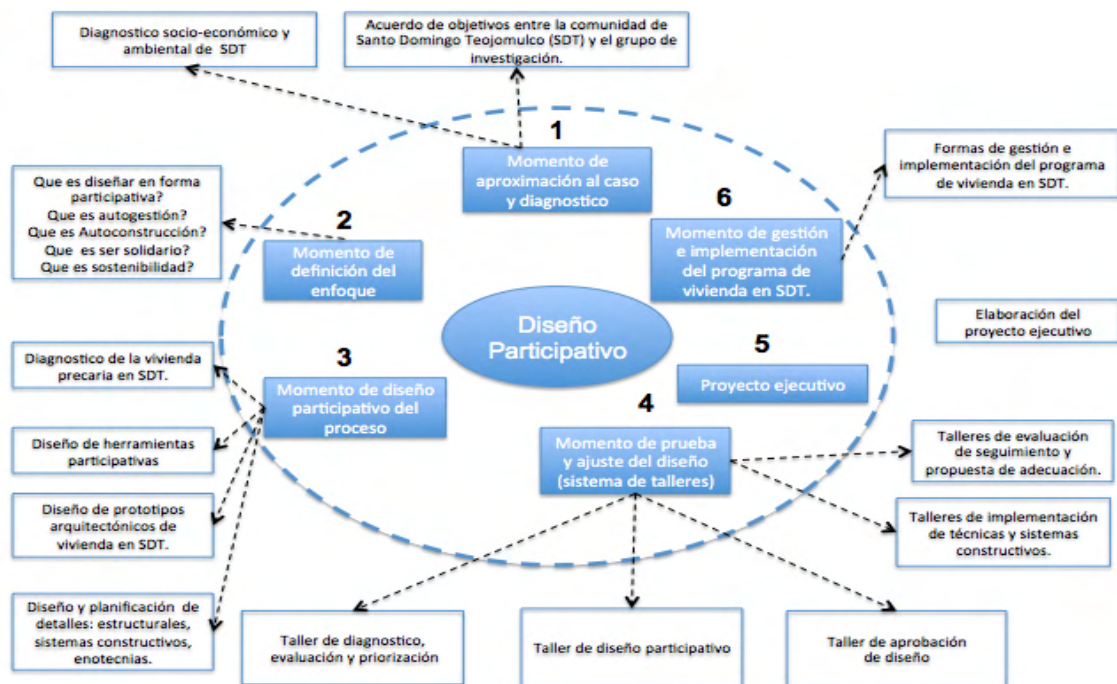 Diagnostico socio-económico y
ambiental de SDT
Acuerdo de objetivos entre la comunidad de
Santo Domingo Teojomulco (SDT) y el grupo de
investigación.
1
Momento de
aproximación al caso
y diagnostico
6
Momento de gestión
e implementación
del programa de
vivienda en SDT.
Formas de gestión e
implementación del programa
de vivienda en SDT.
Que es diseñar en forma
participativa?
Que es autogestión?
Que es Autoconstrucción?
Que es ser solidario?
Que es sostenibilidad?
2
Momento de
definición del
enfoque
Diseño
Participativo
Elaboración del
proyecto ejecutivo
5
Proyecto ejecutivo
3
Momento de diseño
participativo del
proceso
Diagnostico de la vivienda
precaria en SDT.
Diseño de herramientas
participativas
Diseño de prototipos
arquitectónicos de
vivienda en SDT.
Diseño y planificación de
detalles: estructurales,
sistemas constructivos,
enotecnias.
4
Momento de prueba
y ajuste del diseño
(sistema de talleres)
Talleres de evaluación
de seguimiento y
propuesta de adecuación.
Talleres de implementación
de técnicas y sistemas
constructivos.
Taller de diagnostico,
evaluación y priorización
Taller de diseño participativo
Taller de aprobación
de diseño